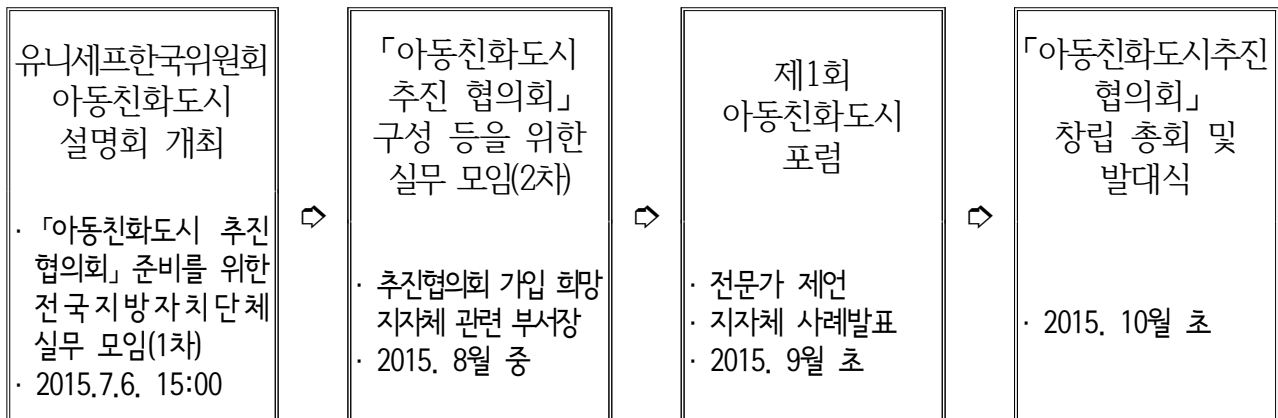 유니세프한국위원회
아동친화도시
설명회 개최
· 「아동친화도시 추진
협의회」 준비를 위한
전국지방자치단체
실무 모임(1차)
· 2015.7.6. 15:00
➪
「아동친화도시
추진 협의회」
구성 등을 위한
실무 모임(2차)
· 추진협의회 가입 희망
지자체 관련 부서장
· 2015. 8월 중
➪
제1회
아동친화도시
포럼
· 전문가 제언
· 지자체 사례발표
· 2015. 9월 초
➪
「아동친화도시추진
협의회」
창립 총회 및
발대식
· 2015. 10월 초